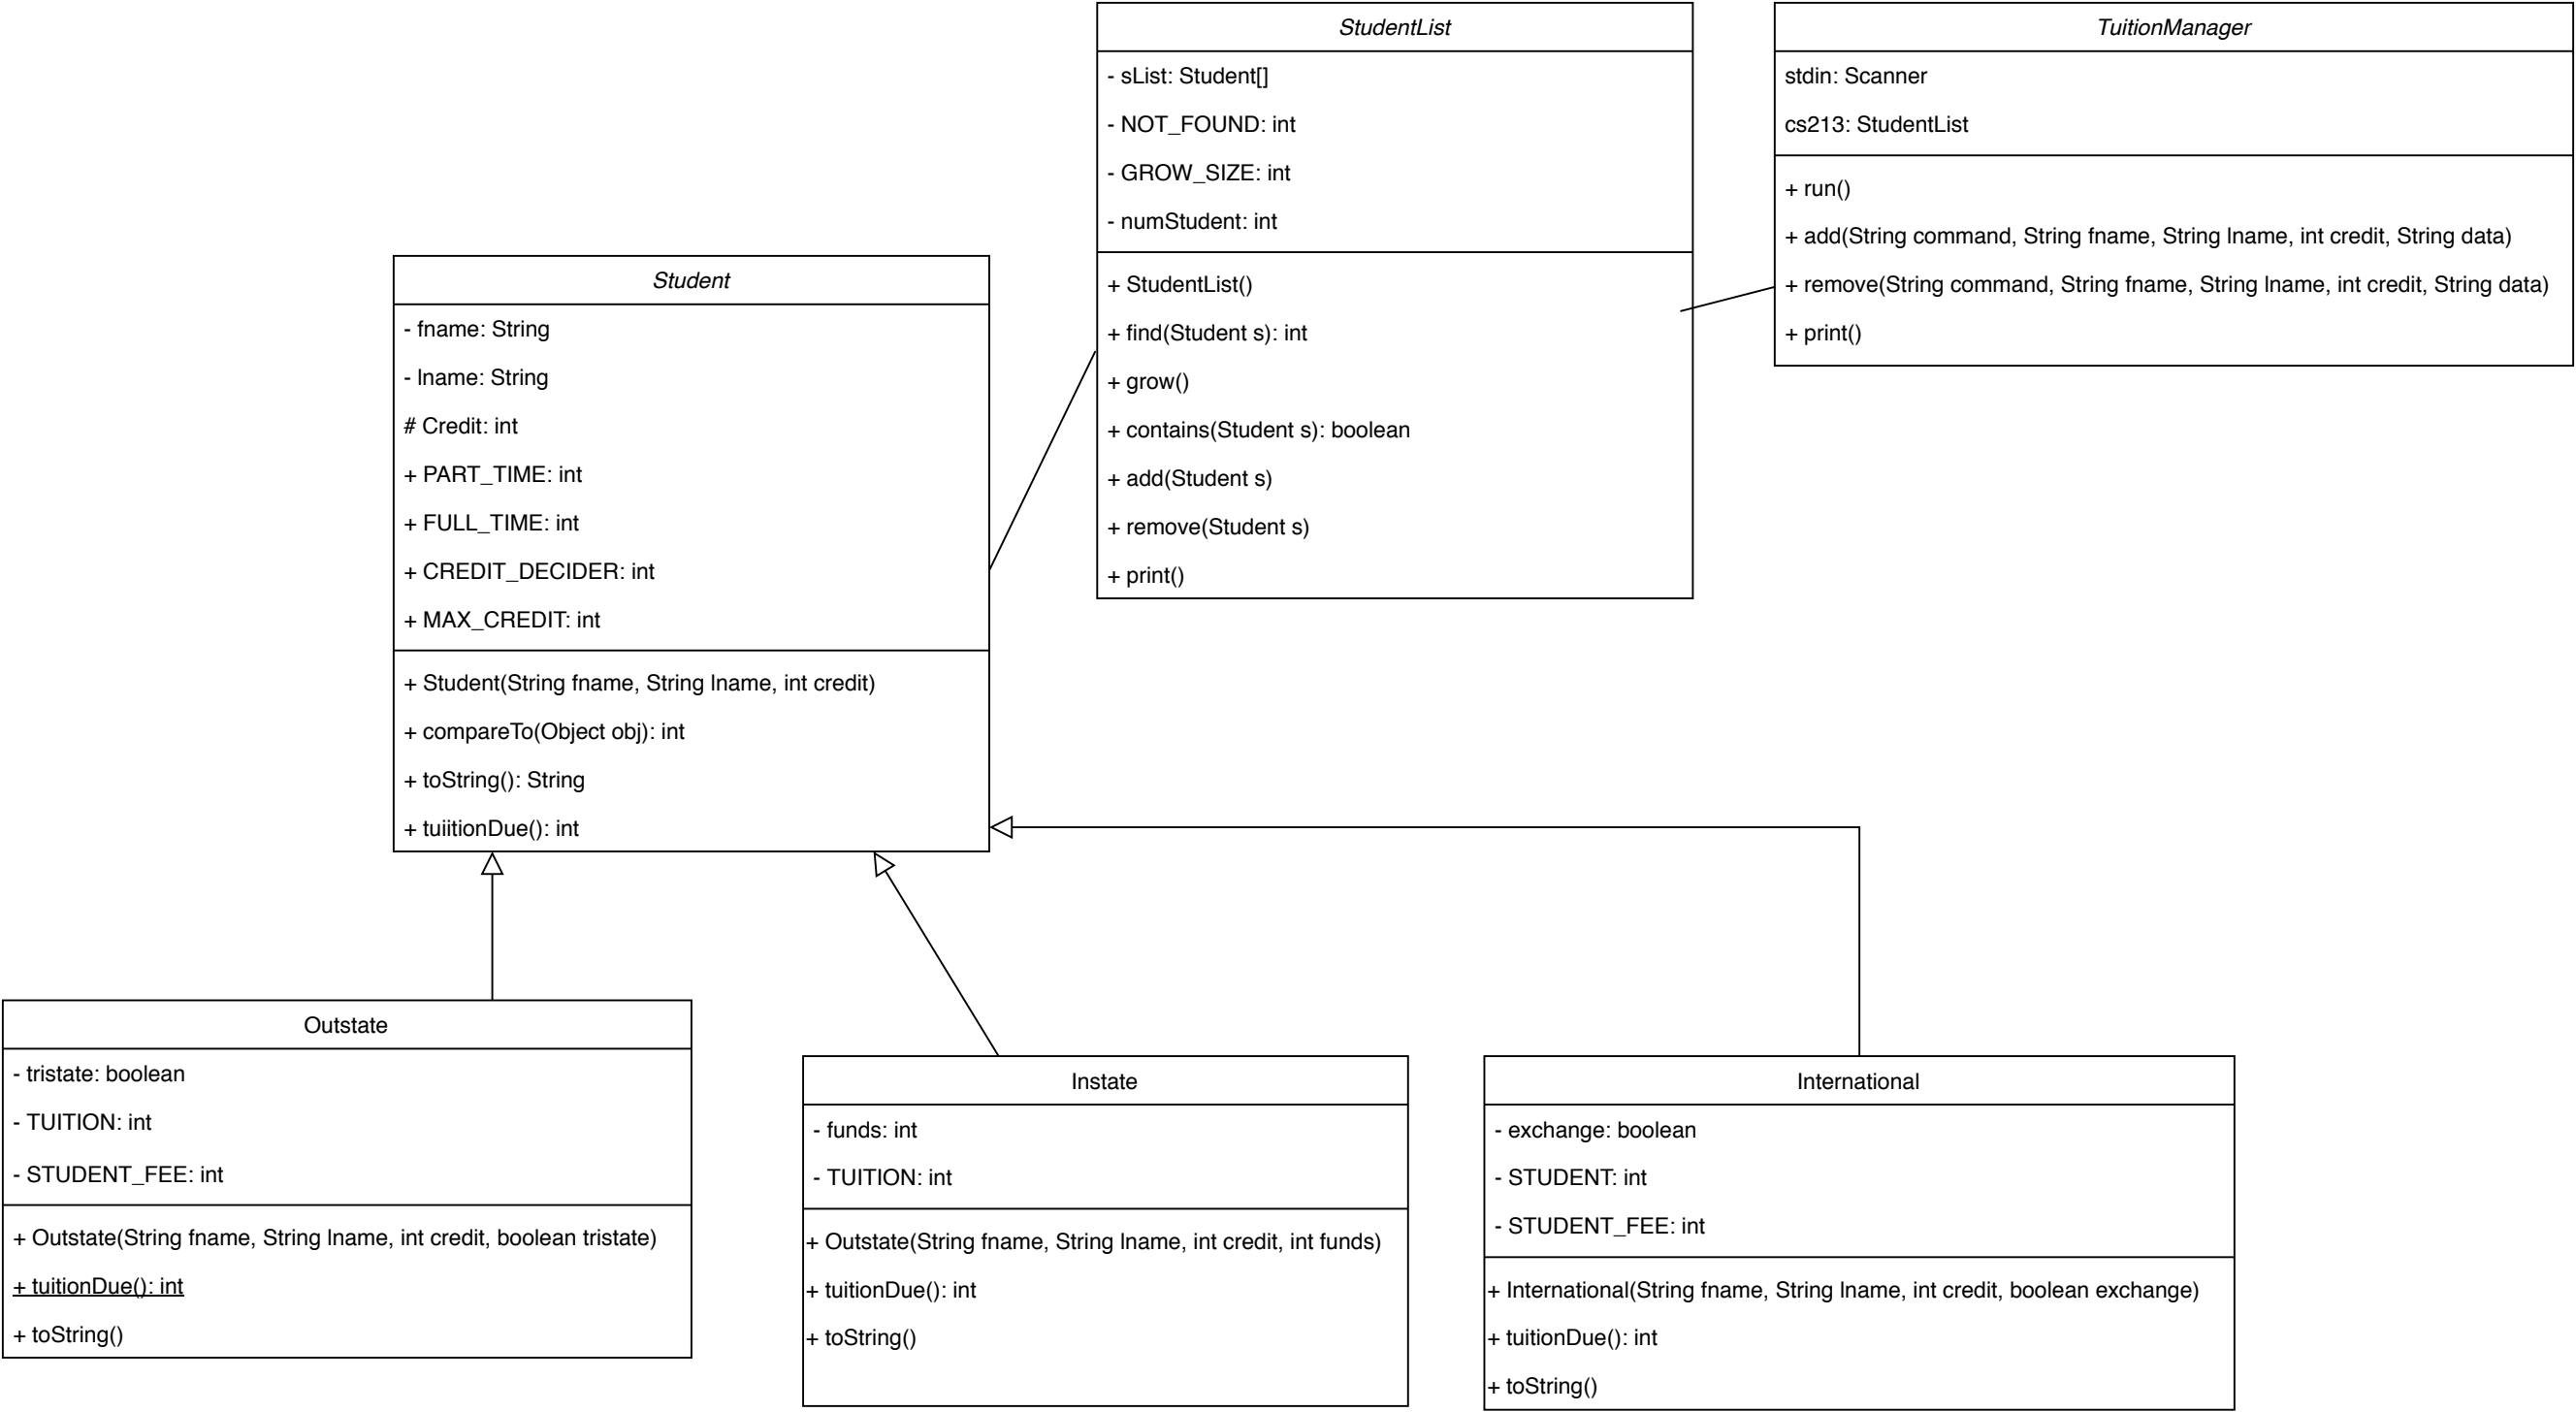 StudentList
- sList: Student[]
- NOT_FOUND: int
- GROW_SIZE: int
- numStudent: int
+ StudentList()
+ find(Student s): int
+ grow()
+ contains(Student s): boolean
+ add(Student s)
+ remove(Student s)
+ print()
TuitionManager
stdin: Scanner
cs213: StudentList
+ run()
+ add(String command, String fname, String lname, int credit, String data)
+ remove(String command, String fname, String lname, int credit, String data)
+ print()
Student
- fname: String
- lname: String
# Credit: int
+ PART_TIME: int
+ FULL_TIME: int
+ CREDIT_DECIDER: int
+ MAX_CREDIT: int
+ Student(String fname, String lname, int credit)
+ compareTo(Object obj): int
+ toString(): String
+ tuiitionDue(): int
Outstate
- tristate: boolean
- TUITION: int
- STUDENT_FEE: int
+ Outstate(String fname, String lname, int credit, boolean tristate)
+ tuitionDue(): int
+ toString()
Instate
- funds: int
- TUITION: int
+ Outstate(String fname, String lname, int credit, int funds)
+ tuitionDue(): int
+ toString()
International
- exchange: boolean
- STUDENT: int
- STUDENT_FEE: int
+ International(String fname, String lname, int credit, boolean exchange)
+ tuitionDue(): int
+ toString()